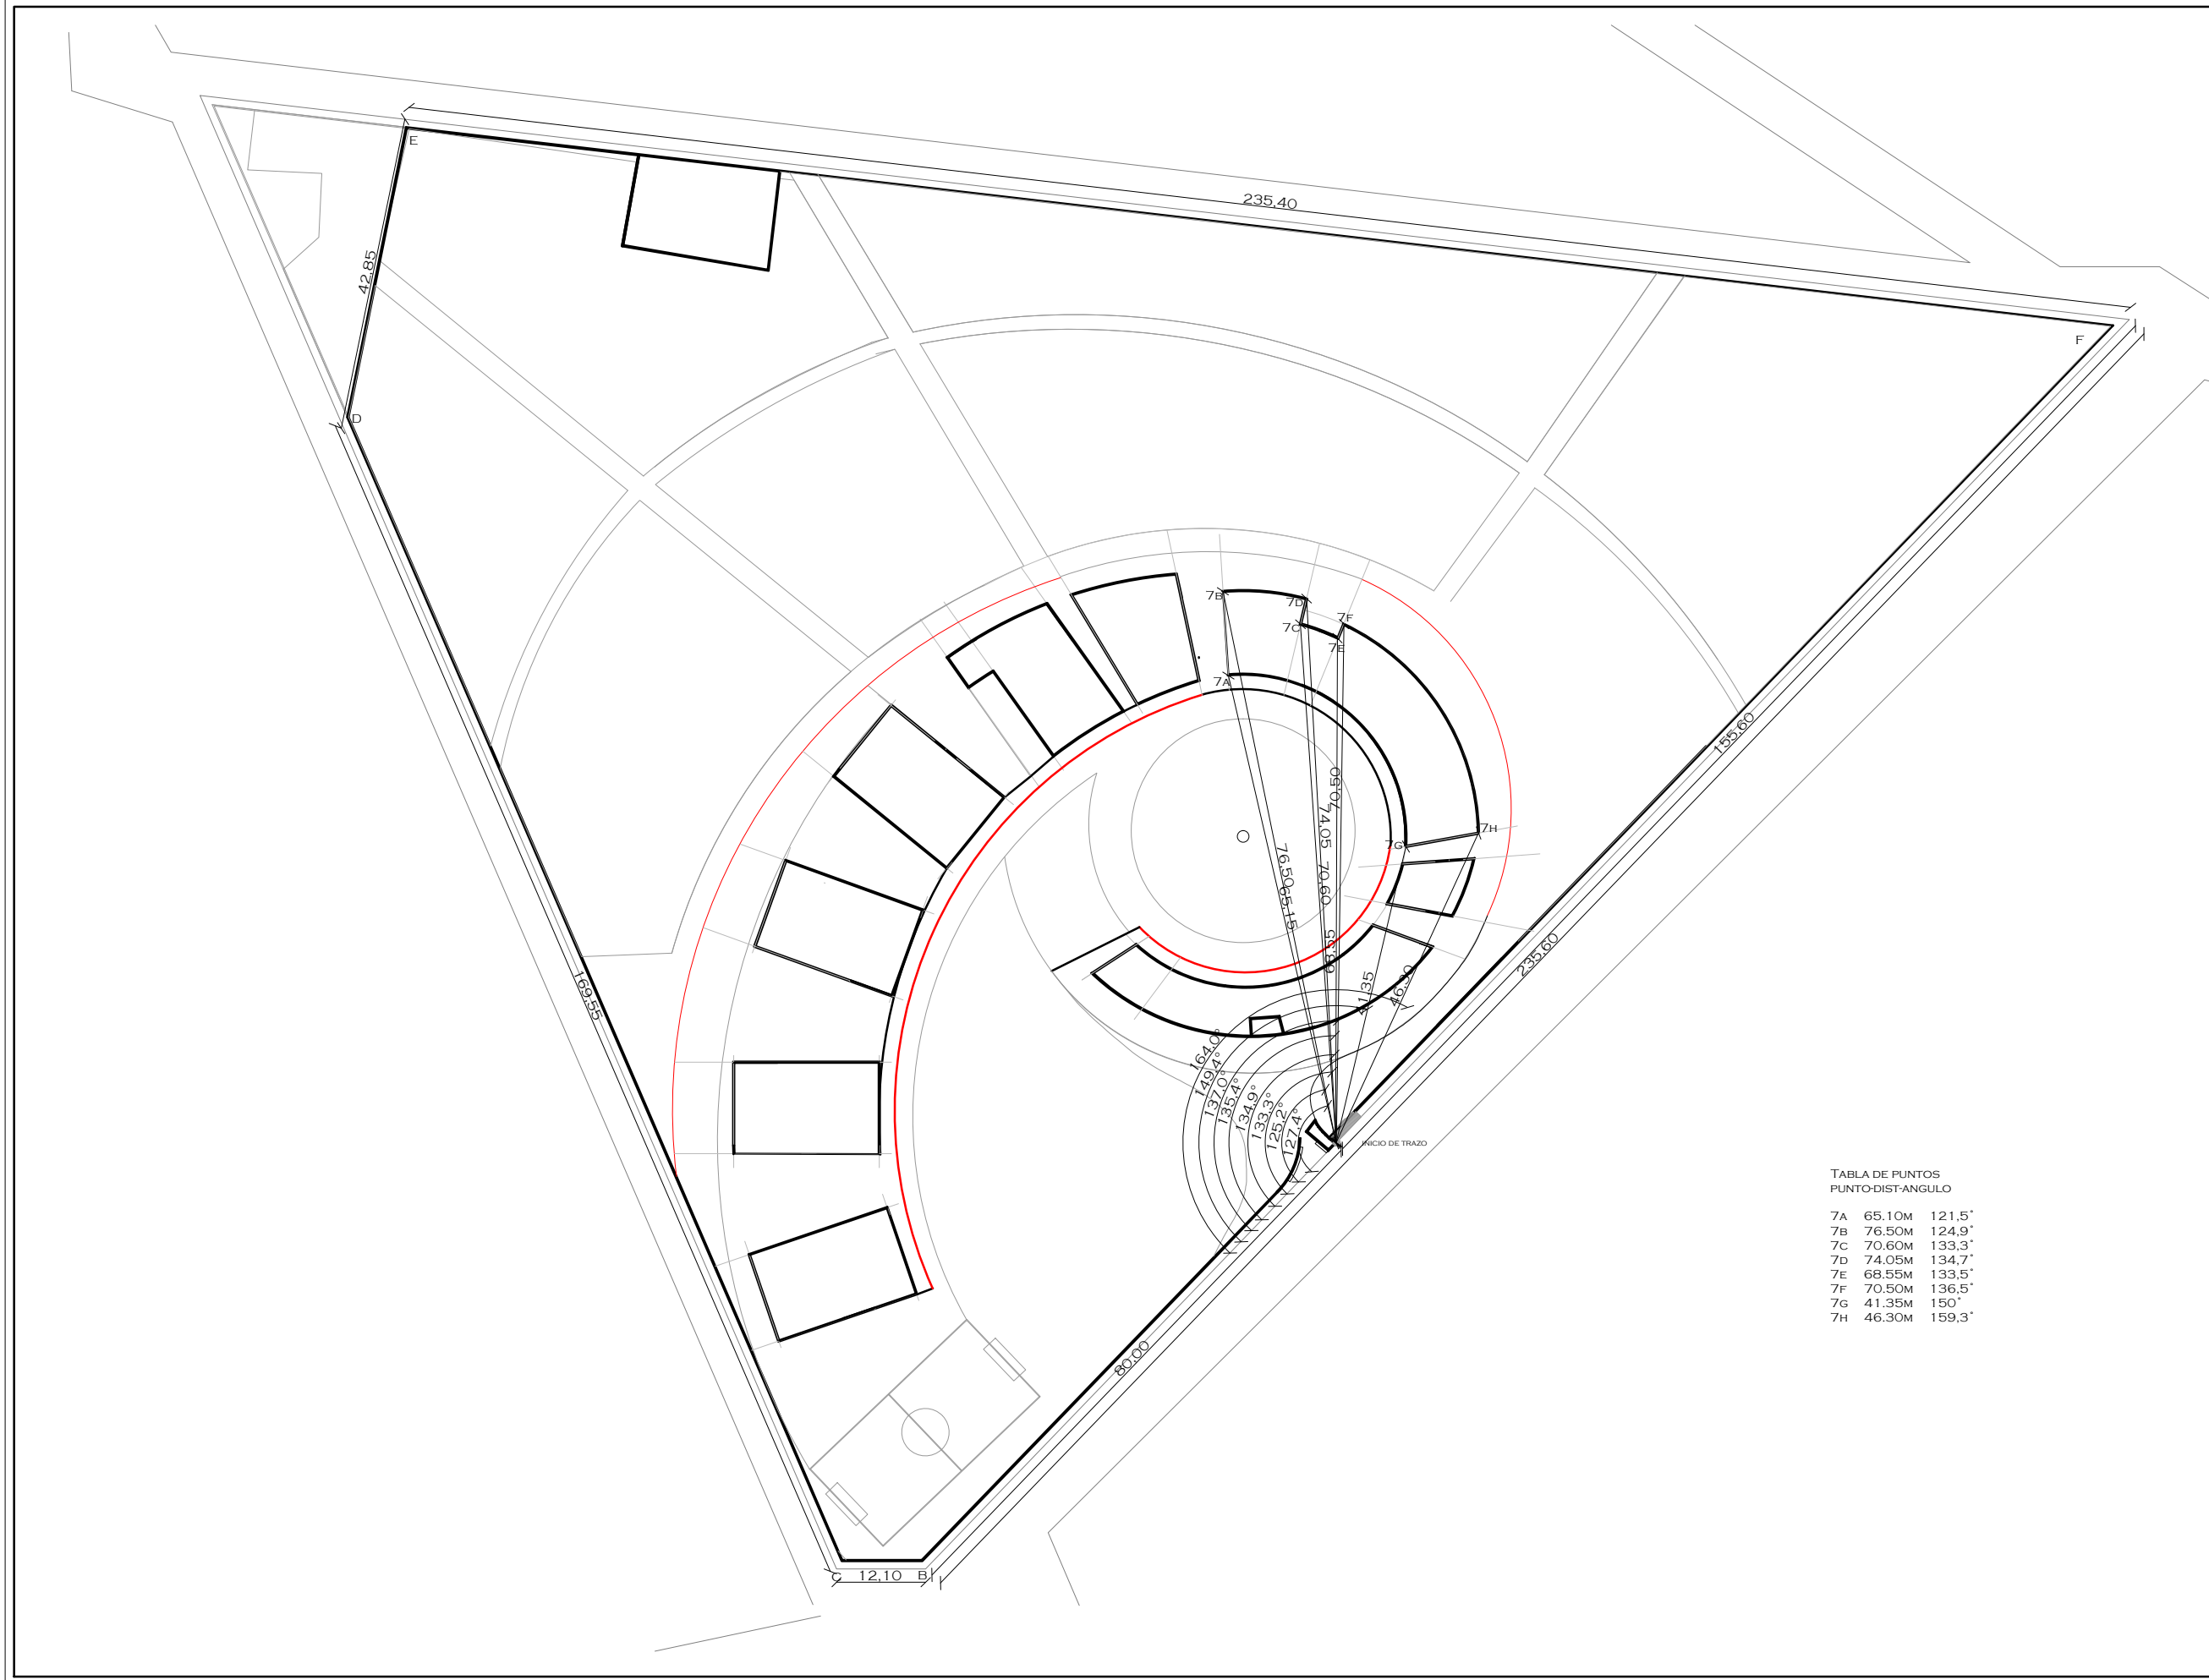 E
235,40
42,85
F
D
7B
7D
7F
7C
7E
7A
155,60
70,50
74,05
7H
7G
76,50
70,60
65,15
68,55
235,60
41,35
46,30
169,55
164,0°
149,4°
137,0°
135,4°
134,9°
133,3°
125,2°
127,4°
INICIO DE TRAZO
TABLA DE PUNTOS
PUNTO-DIST-ANGULO
7A 65.10M 121,5°
7B 76.50M 124,9°
7C 70.60M 133,3°
7D 74.05M 134,7°
7E 68.55M 133,5°
7F 70.50M 136,5°
7G 41.35M 150°
7H 46.30M 159,3°
80,00
C 12,10 B